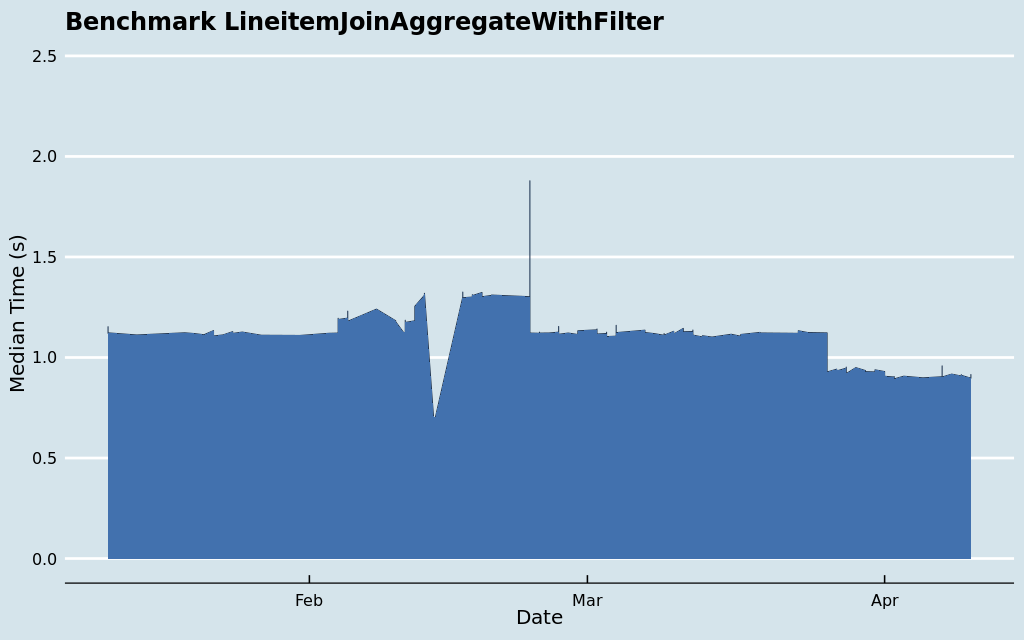 Benchmark LineitemJoinAggregateWithFilter
2.5
2.0
1.5
1.0
0.5
0.0
Median Time (s)
Feb
Mar
Apr
Date